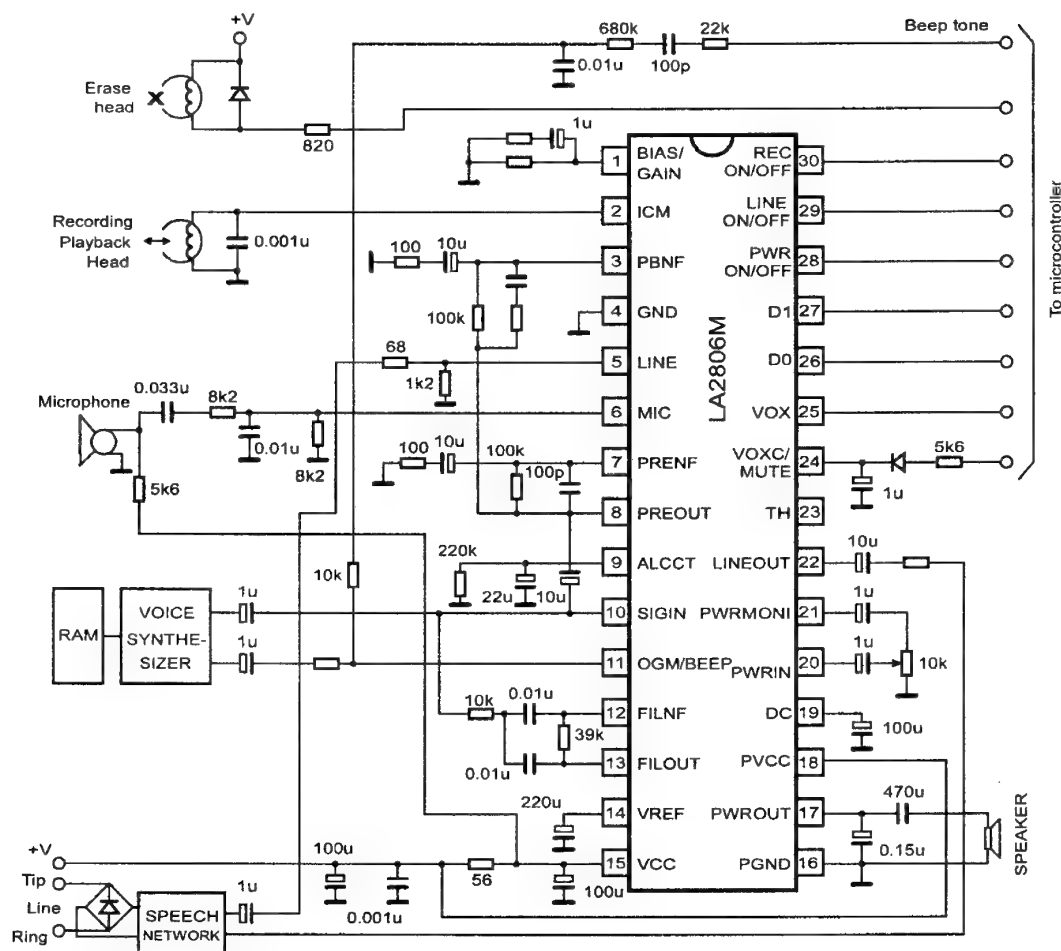 +V
Beep tone
680k
22k
0.01u
100p
Erase
head
820
1u
1
BIAS/
GAIN
REC
ON/OFF
30
2
ICM
LINE
ON/OFF
29
Recording
Playback
Head
0.001u
100
10u
3
PBNF
PWR
ON/OFF
28
To microcontroller
100k
4
GND
D1
27
LA2806M
68
5
LINE
D0
26
1k2
Microphone
0.033u
8k2
6
MIC
VOX
25
0.01u
8k2
100
10u
100k
7
PRENF
VOXC/
MUTE
24
5k6
5k6
100p
1u
8
PREOUT
TH
23
220k
10u
9
ALCCT
LINEOUT
22
10k
22u
10u
1u
1u
RAM
VOICE
SYNTHE-
SIZER
10
SIGIN
PWRMONI
21
1u
1u
11
OGM/BEEP
PWRIN
20
10k
10k
0.01u
12
FILNF
DC
19
39k
100u
0.01u
13
FILOUT
PVCC
18
220u
470u
14
VREF
PWROUT
17
SPEAKER
+V
100u
0.15u
15
VCC
PGND
16
Tip
56
1u
0.001u
100u
Line
SPEECH
NETWORK
Ring